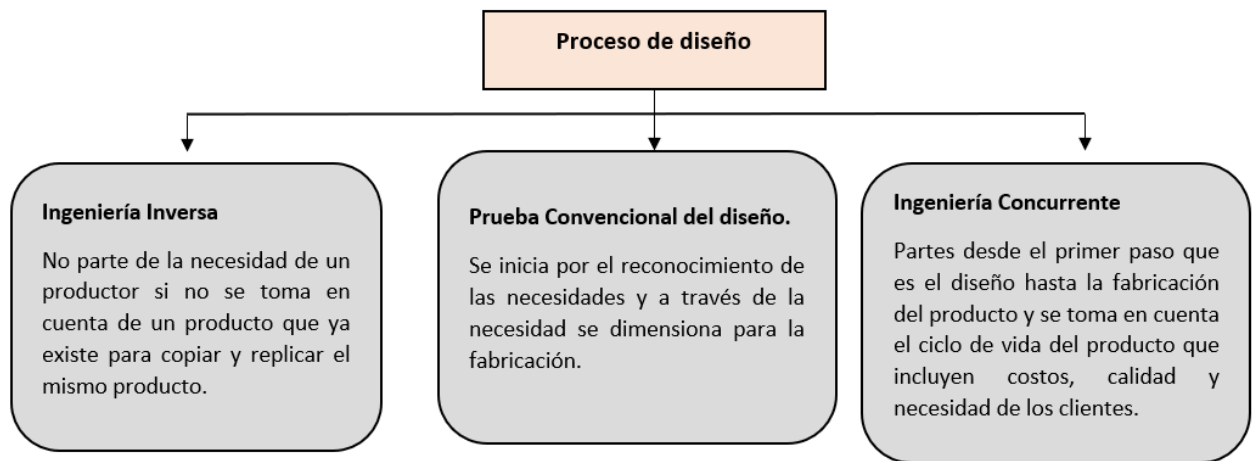 Proceso de diseño
Ingeniería Inversa
No parte de la necesidad de un
productor si no se toma en
cuenta de un producto que ya
existe para copiar y replicar el
mismo producto.
Prueba Convencional del diseño.
Se inicia por el reconocimiento de
las necesidades y a través de la
necesidad se dimensiona para la
fabricación.
Ingeniería Concurrente
Partes desde el primer paso que
es el diseño hasta la fabricación
del producto y se toma en cuenta
el ciclo de vida del producto que
incluyen costos, calidad y
necesidad de los clientes.